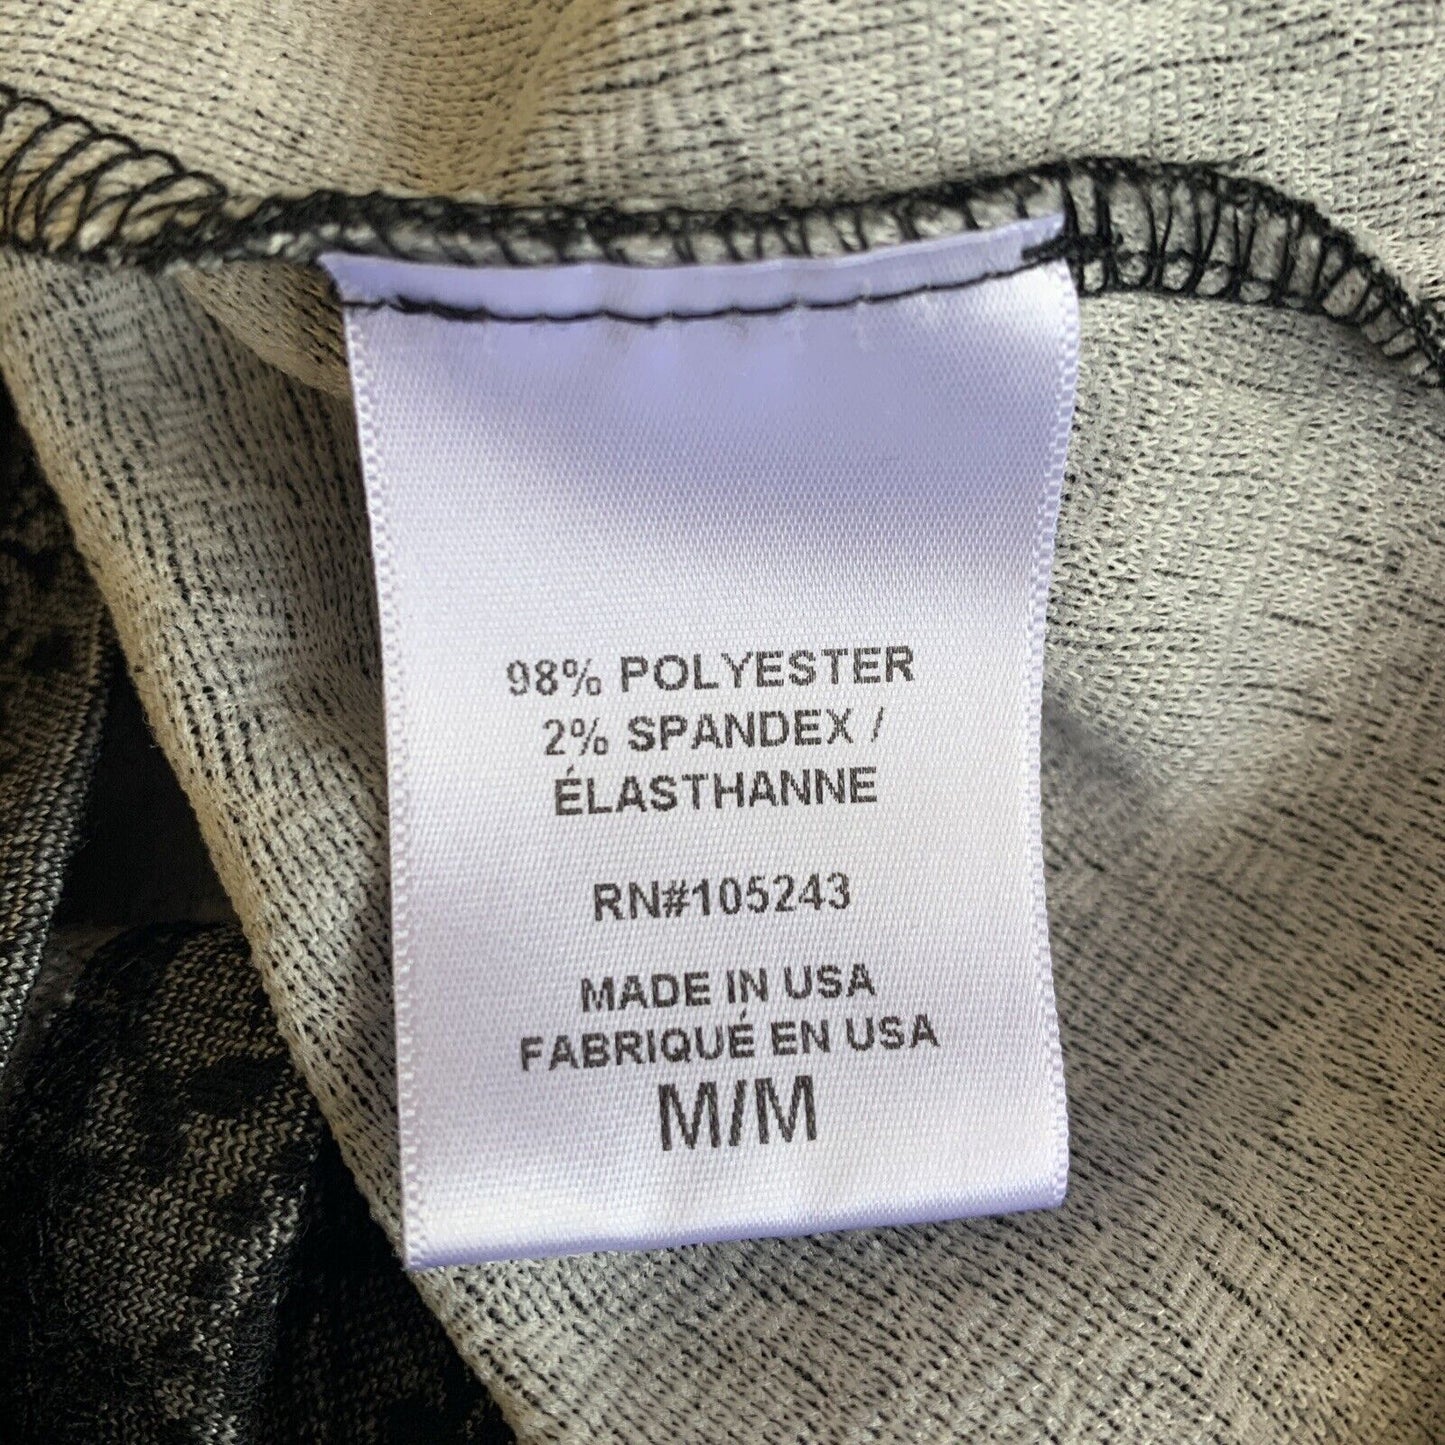 98% POLYESTER
2% SPANDEX /
ÉLASTHANNE
RN#105243
MADE IN USA
FABRIQUÉ EN USA
M/M